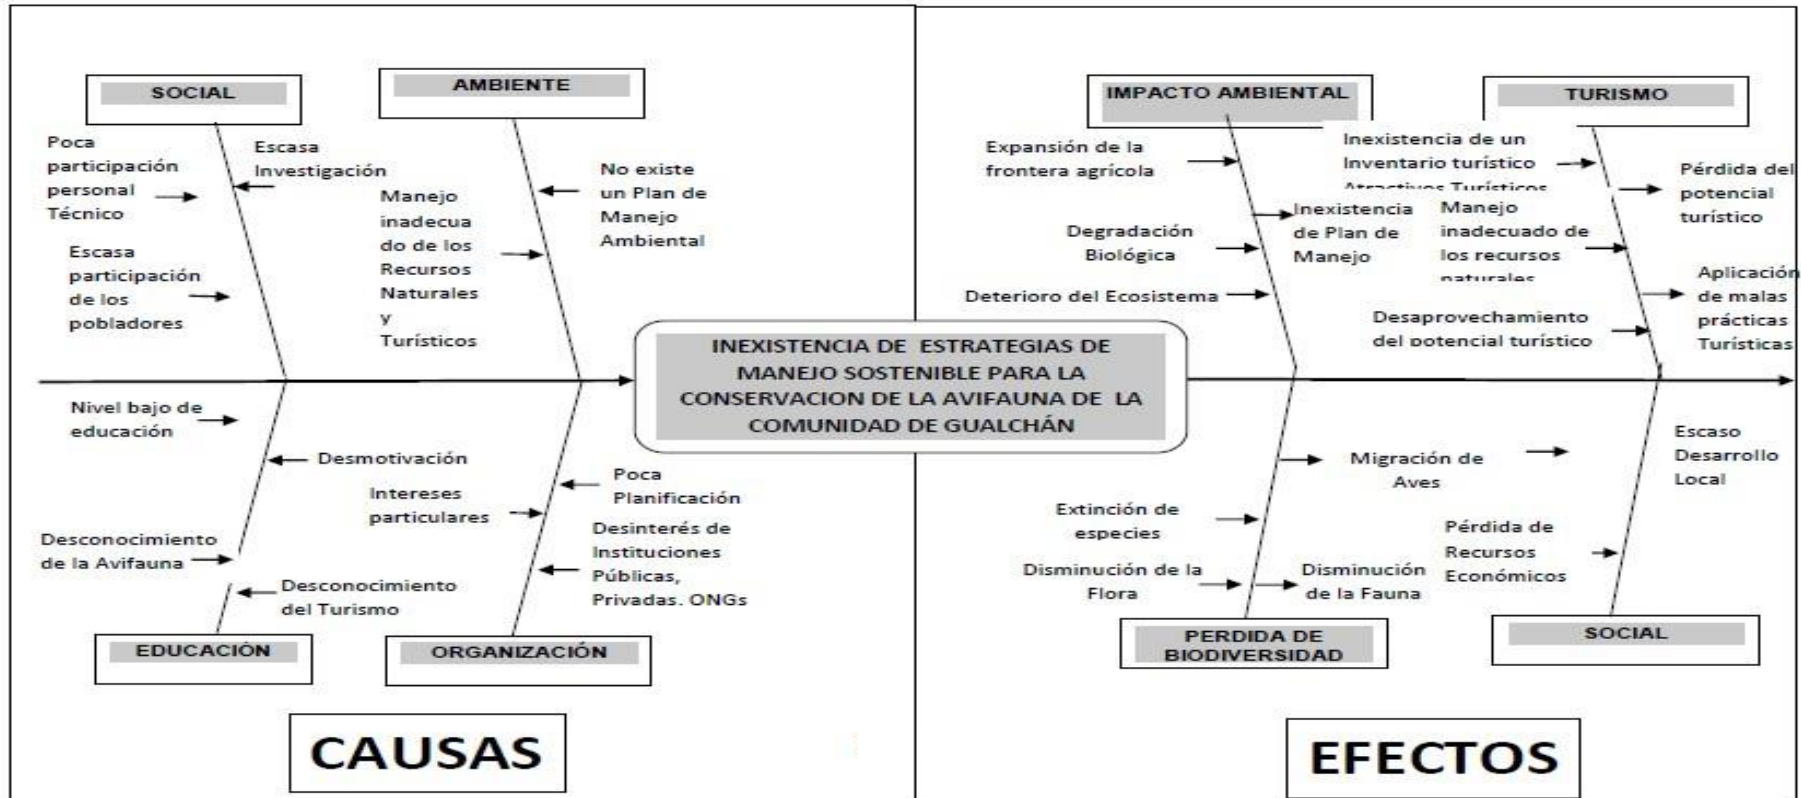 SOCIAL
AMBIENTE
Poca
participación
personal
Técnico
Escasa
Investigación
Escasa
participación
de los
pobladores
Manejo
inadecua
do de los
Recursos
Naturales
y
Turísticos
No existe
un Plan de
Manejo
Ambiental
Nivel bajo de
educación
Desmotivación
Desconocimiento
de la Avifauna
Desconocimiento
del Turismo
Intereses
particulares
Poca
Planificación
Desinterés de
Instituciones
Públicas,
Privadas. ONGs
EDUCACIÓN
ORGANIZACIÓN
CAUSAS
INEXISTENCIA DE ESTRATEGIAS DE
MANEJO SOSTENIBLE PARA LA
CONSERVACION DE LA AVIFAUNA DE LA
COMUNIDAD DE GUALCHÁN
IMPACTO AMBIENTAL
TURISMO
Expansión de la
frontera agrícola
Degradación
Biológica
Deterioro del Ecosistema
Inexistencia
de Plan de
Manejo
Inexistencia de un
Inventario turístico
Atractivos Turísticos
Manejo
inadecuado de
los recursos
naturales
Desaprovechamiento
del potencial turístico
Pérdida del
potencial
turístico
Aplicación
de malas
prácticas
Turísticas
Migración de
Aves
Extinción de
especies
Disminución de la
Flora
Disminución
de la Fauna
Escaso
Desarrollo
Local
Pérdida de
Recursos
Económicos
PERDIDA DE
BIODIVERSIDAD
SOCIAL
EFECTOS